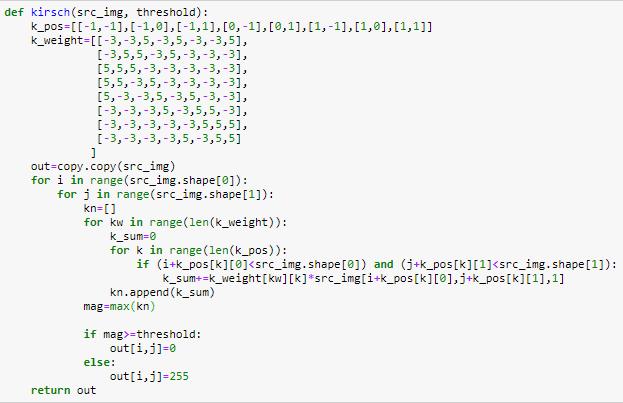 def kirsch(src_img, threshold):
    k_pos=[[-1,-1],[-1,0],[-1,1],[0,-1],[0,1],[1,-1],[1,0],[1,1]]
    k_weight=[[-3,-3,5,-3,5,-3,-3,5],
              [-3,5,5,-3,5,-3,-3,-3],
              [5,5,5,-3,-3,-3,-3,-3],
              [5,5,-3,5,-3,-3,-3,-3],
              [5,-3,-3,5,-3,5,-3,-3],
              [-3,-3,-3,5,-3,5,5,-3],
              [-3,-3,-3,-3,-3,5,5,5],
              [-3,-3,-3,-3,5,-3,5,5]
             ]
    out=copy.copy(src_img)
    for i in range(src_img.shape[0]):
        for j in range(src_img.shape[1]):
            kn=[]
            for kw in range(len(k_weight)):
                k_sum=0
                for k in range(len(k_pos)):
                    if (i+k_pos[k][0]<src_img.shape[0]) and (j+k_pos[k][1]<src_img.shape[1]):
                        k_sum+=k_weight[kw][k]*src_img[i+k_pos[k][0],j+k_pos[k][1],1]
                kn.append(k_sum)
            mag=max(kn)

            if mag>=threshold:
                out[i,j]=0
            else:
                out[i,j]=255
    return out